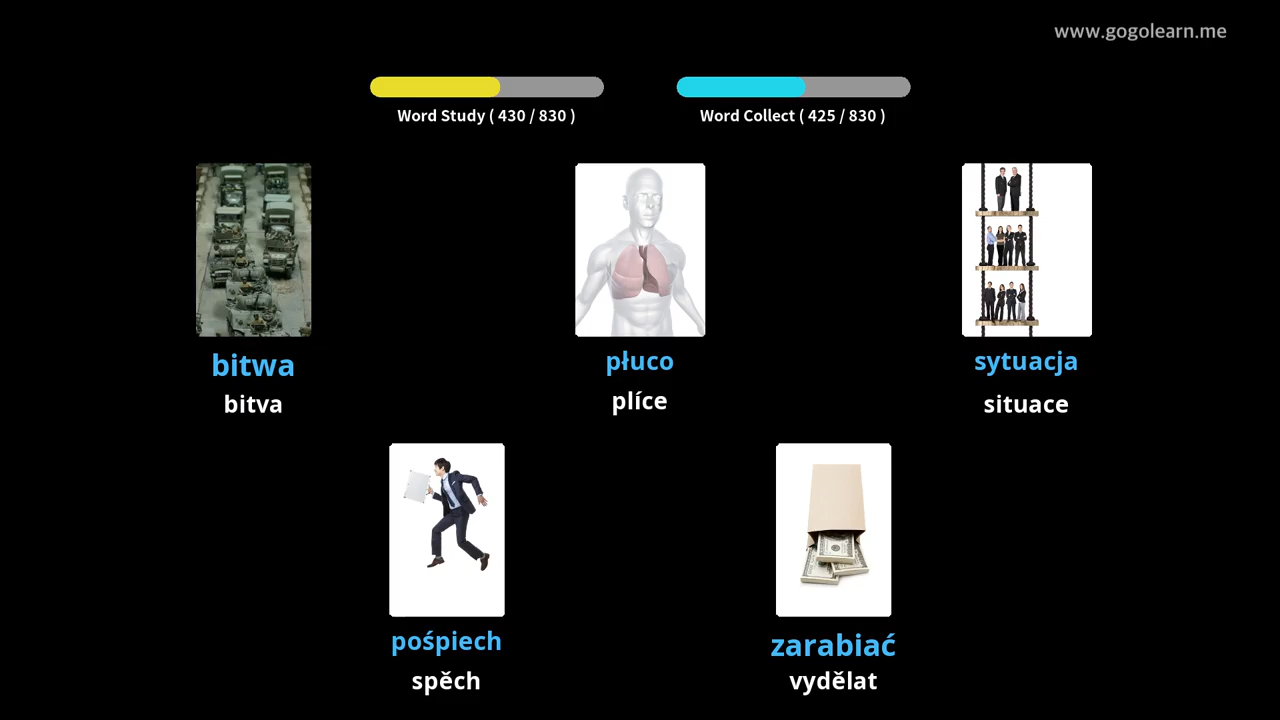 www.gogolearn.me
Word Study ( 430 / 830 )
Word Collect ( 425 / 830 )
bitwa
bitva
płuco
plíce
sytuacja
situace
pośpiech
spěch
zarabiać
vydělat